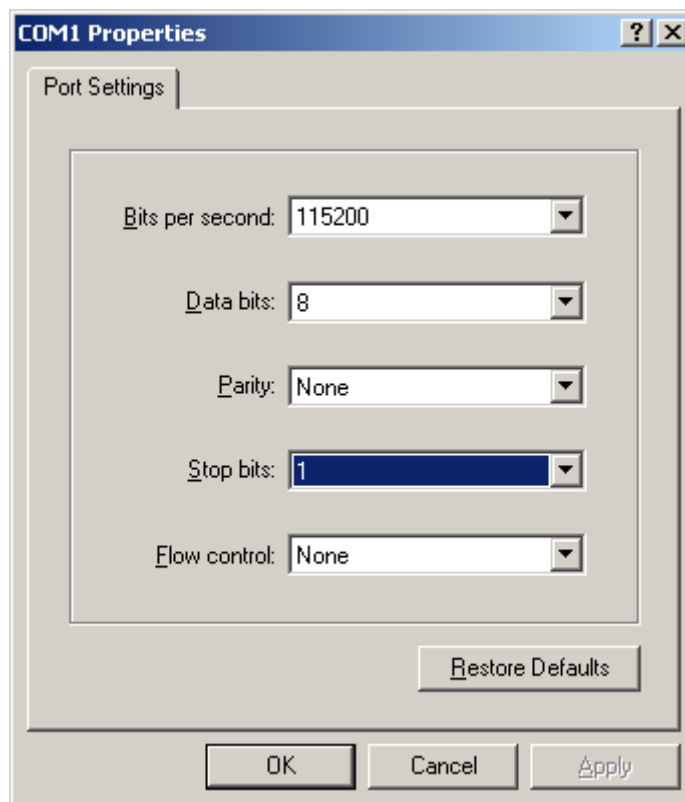 COM1 Properties
Port Settings
Bits per second: 115200
Data bits: 8
Parity: None
Stop bits: 1
Flow control: None
Restore Defaults
OK Cancel Apply